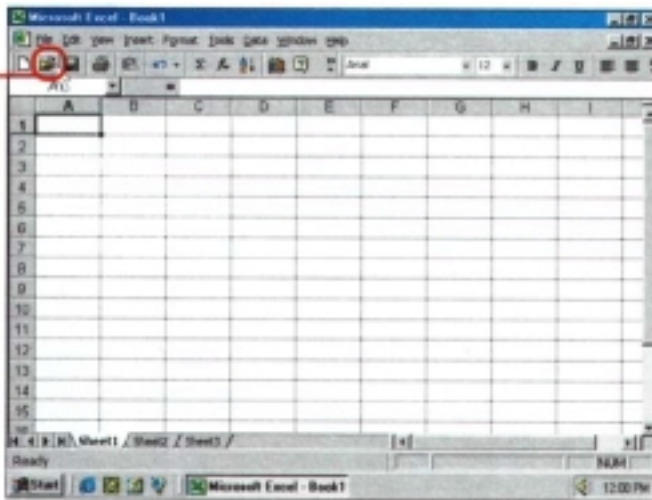 Microsoft Excel - Book1
File Edit View Insert Format Tools Data Window Help
Arial 12 B I U
A B C D E F G H I
1
2
3
4
5
6
7
8
9
10
11
12
13
14
15
Sheet1 Sheet2 Sheet3
Ready NUM
Start Microsoft Excel - Book1 12:00 PM